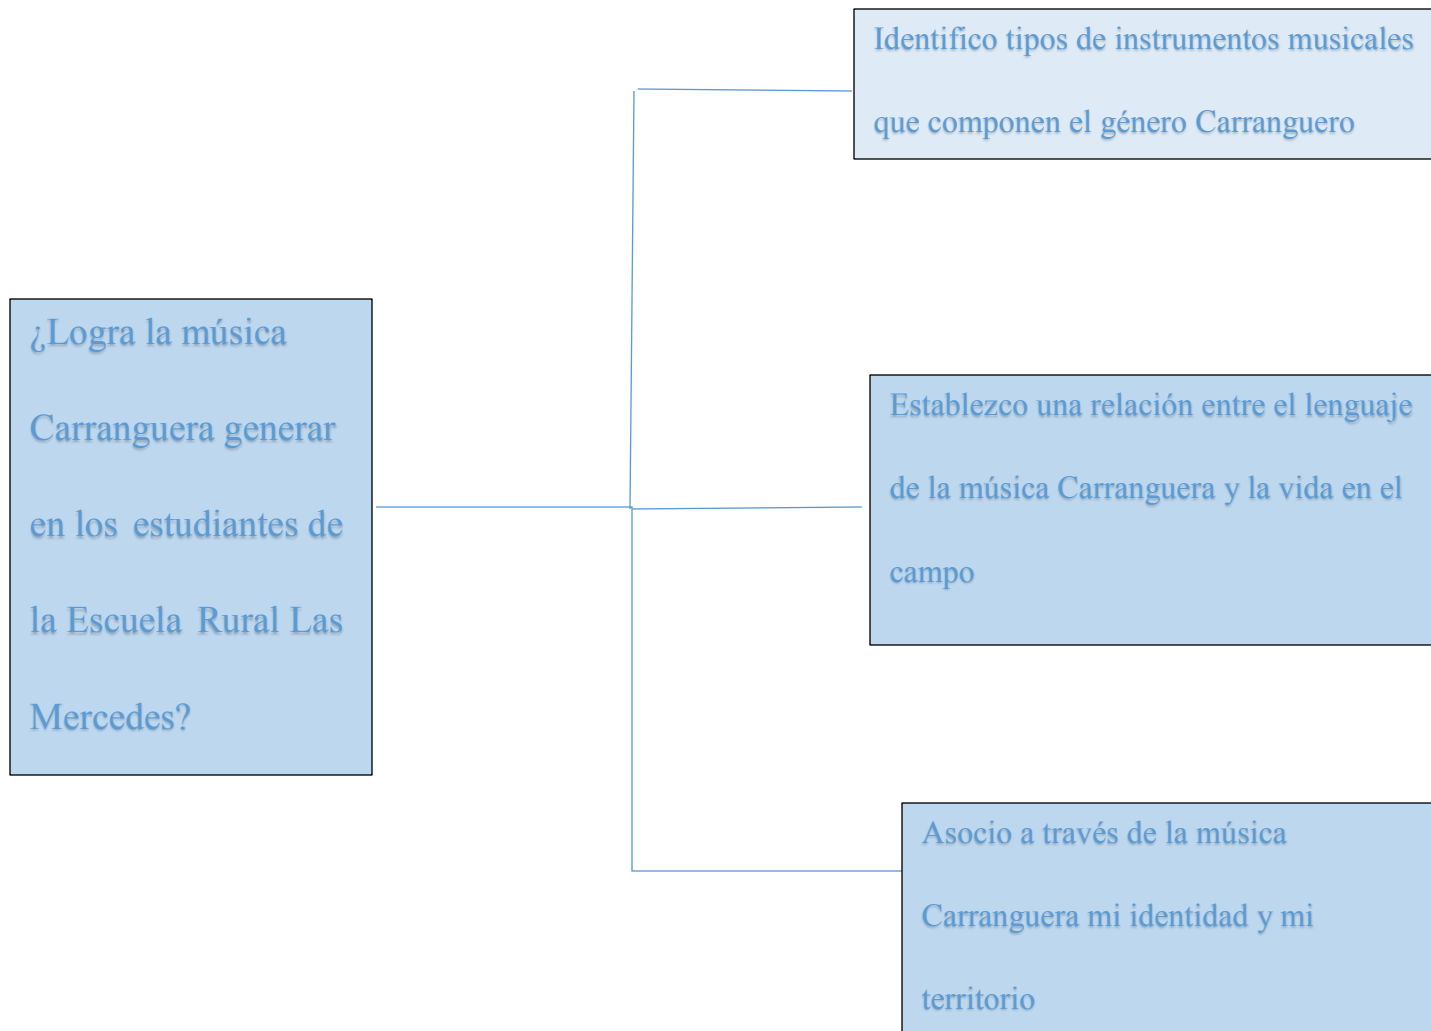 Identifico tipos de instrumentos musicales
que componen el género Carranguero
¿Logra la música
Carranguera generar
en los estudiantes de
la Escuela Rural Las
Mercedes?
Establezco una relación entre el lenguaje
de la música Carranguera y la vida en el
campo
Asocio a través de la música
Carranguera mi identidad y mi
territorio